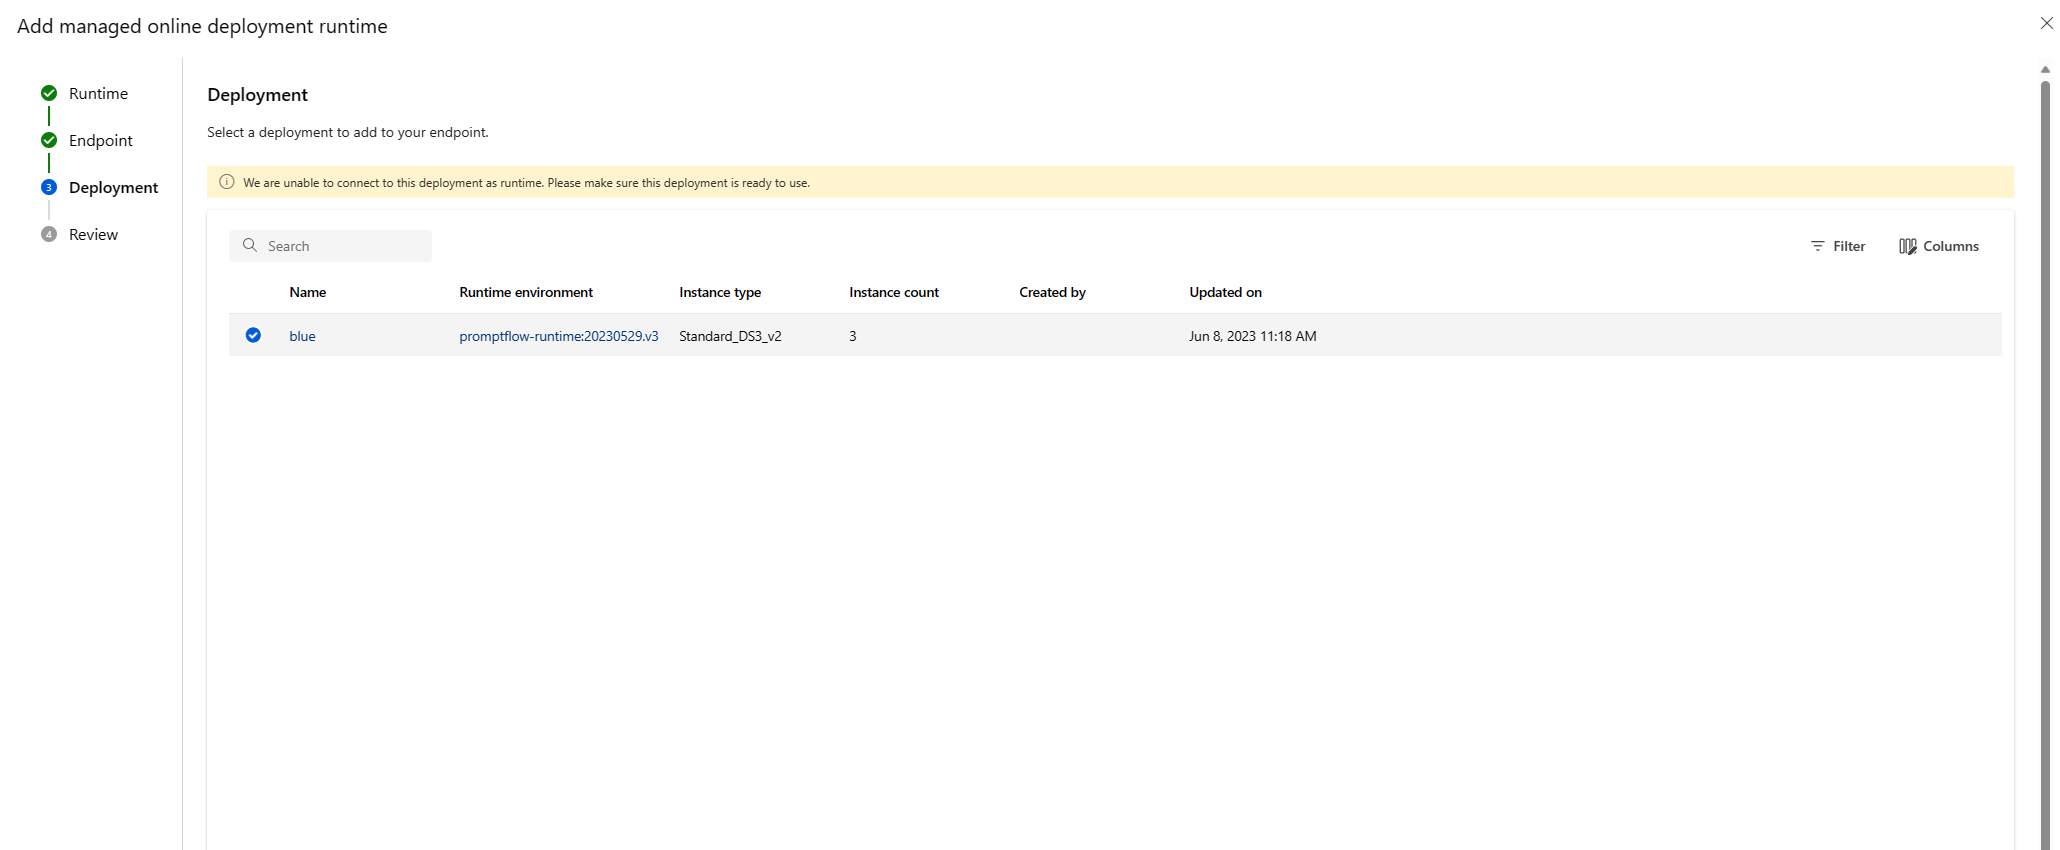 Add managed online deployment runtime
Runtime
Endpoint
3 Deployment
4 Review
Deployment
Select a deployment to add to your endpoint.
We are unable to connect to this deployment as runtime. Please make sure this deployment is ready to use.
Search
Filter Columns
Name Runtime environment Instance type Instance count Created by Updated on
blue promptflow-runtime:20230529.v3 Standard_DS3_v2 3 Jun 8, 2023 11:18 AM